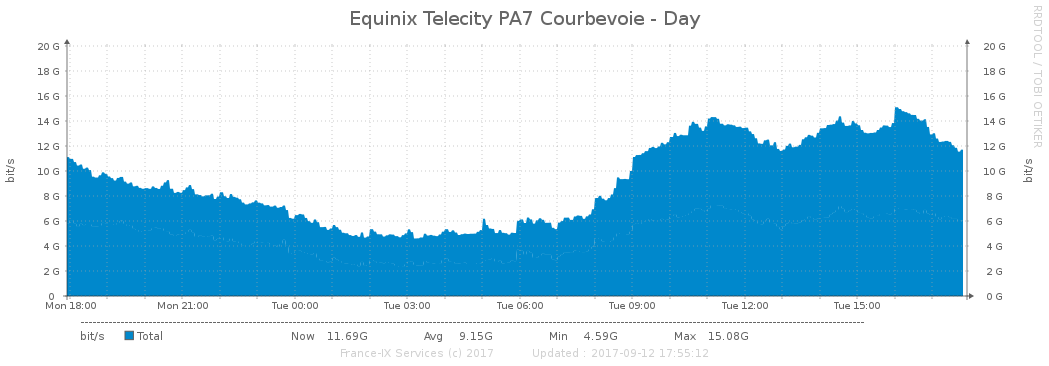 Equinix Telecity PA7 Courbevoie - Day
RRDTOOL / TOBI OETIKER
bit/s
20 G 20 G
18 G 18 G
16 G 16 G
14 G 14 G
12 G 12 G
10 G 10 G
8 G 8 G
6 G 6 G
4 G 4 G
2 G 2 G
0 0 G
bit/s
Mon 18:00 Mon 21:00 Tue 00:00 Tue 03:00 Tue 06:00 Tue 09:00 Tue 12:00 Tue 15:00
bit/s Total Now 11.69G Avg 9.15G Min 4.59G Max 15.08G
France-IX Services (c) 2017 Updated : 2017-09-12 17:55:12